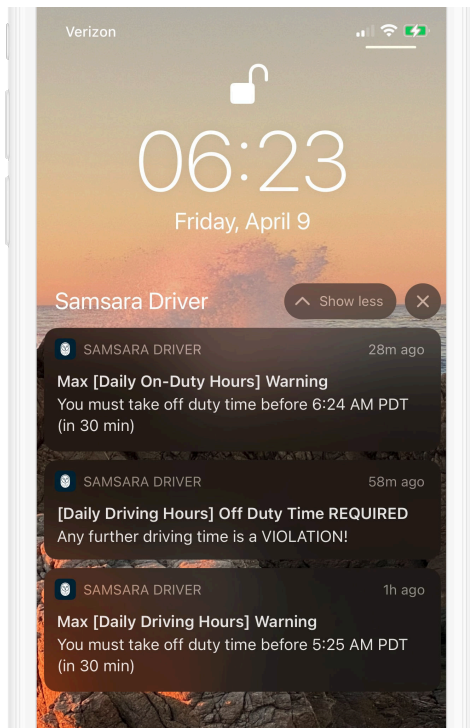 Verizon
06:23
Friday, April 9
Samsara Driver
Show less
SAMSARA DRIVER
28m ago
Max [Daily On-Duty Hours] Warning
You must take off duty time before 6:24 AM PDT
(in 30 min)
SAMSARA DRIVER
58m ago
[Daily Driving Hours] Off Duty Time REQUIRED
Any further driving time is a VIOLATION!
SAMSARA DRIVER
1h ago
Max [Daily Driving Hours] Warning
You must take off duty time before 5:25 AM PDT
(in 30 min)